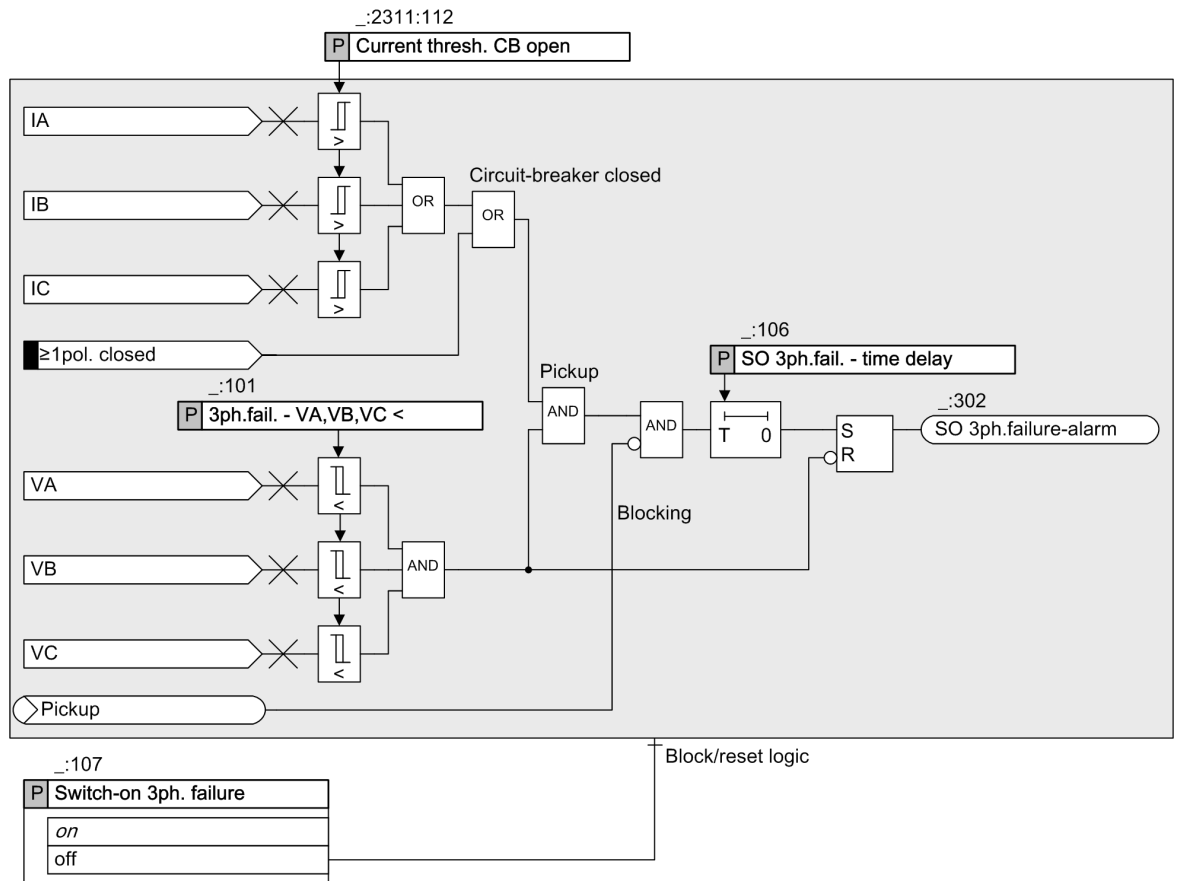 _:2311:112
P Current thresh. CB open
IA
>
IB
>
IC
>
OR
Circuit-breaker closed
OR
≥1pol. closed
_:101
P 3ph.fail. - VA,VB,VC <
Pickup
AND
AND
_:106
P SO 3ph.fail. - time delay
T 0
S
R
_:302
SO 3ph.failure-alarm
Blocking
VA
<
VB
<
VC
<
AND
Pickup
Block/reset logic
_:107
P Switch-on 3ph. failure
on
off